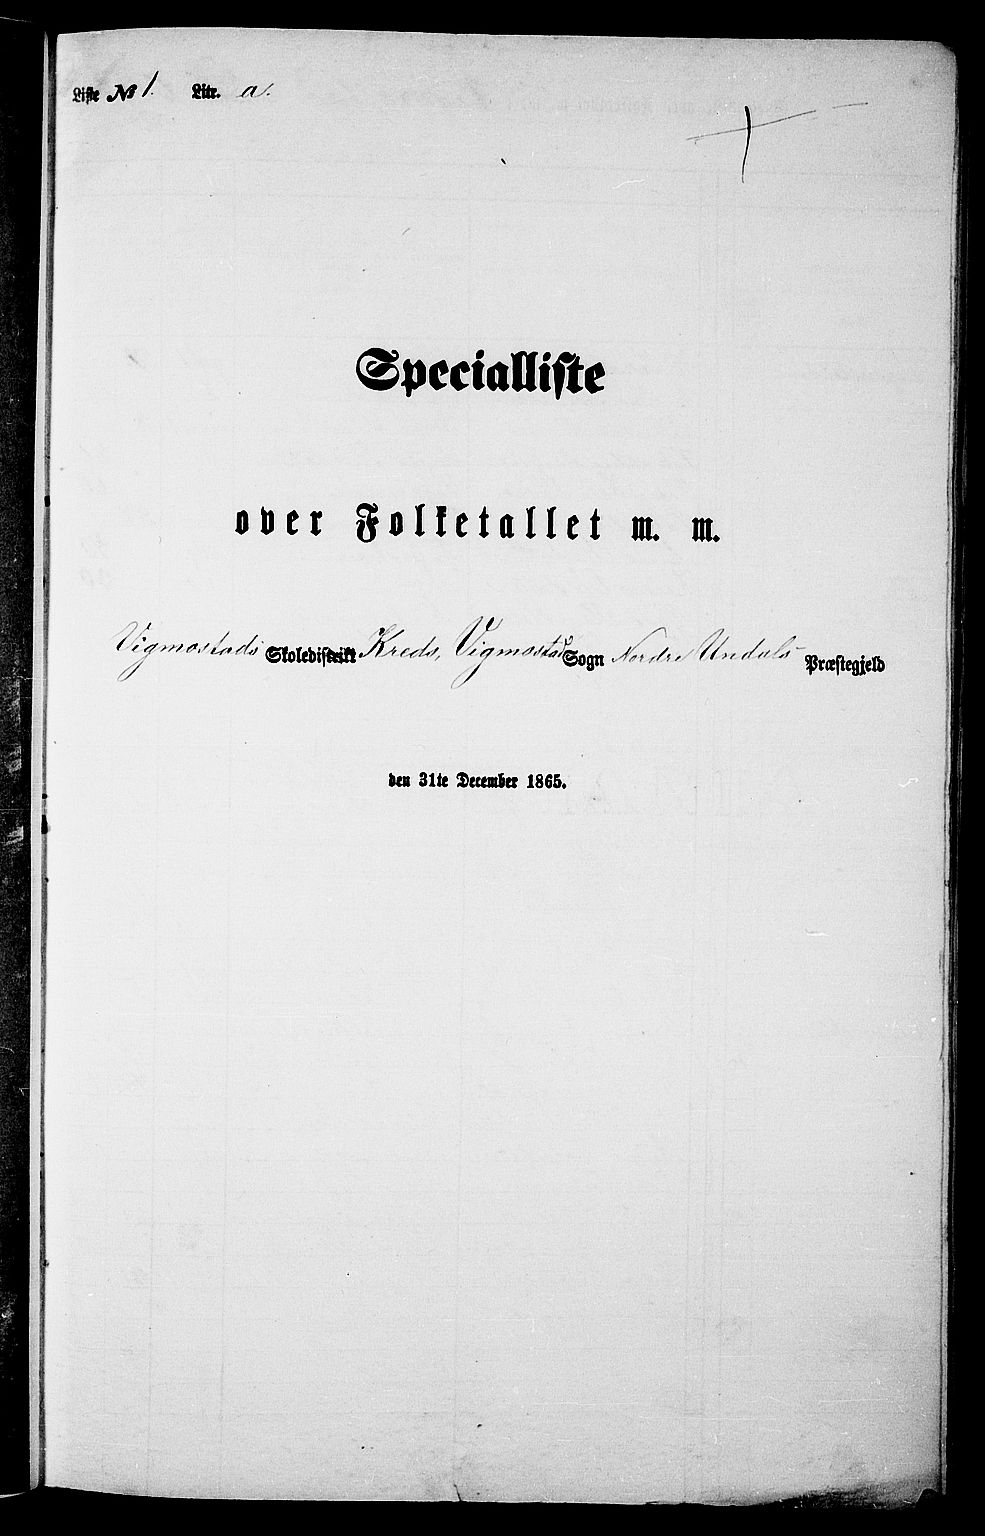 Liste No 1. Litr. a.
Specialliste
over Folketallet m. m.
Vigmostads Skoledistrikt Kreds, Vigmostad Sogn Nordre Undals Præstegjeld
den 31te December 1865.